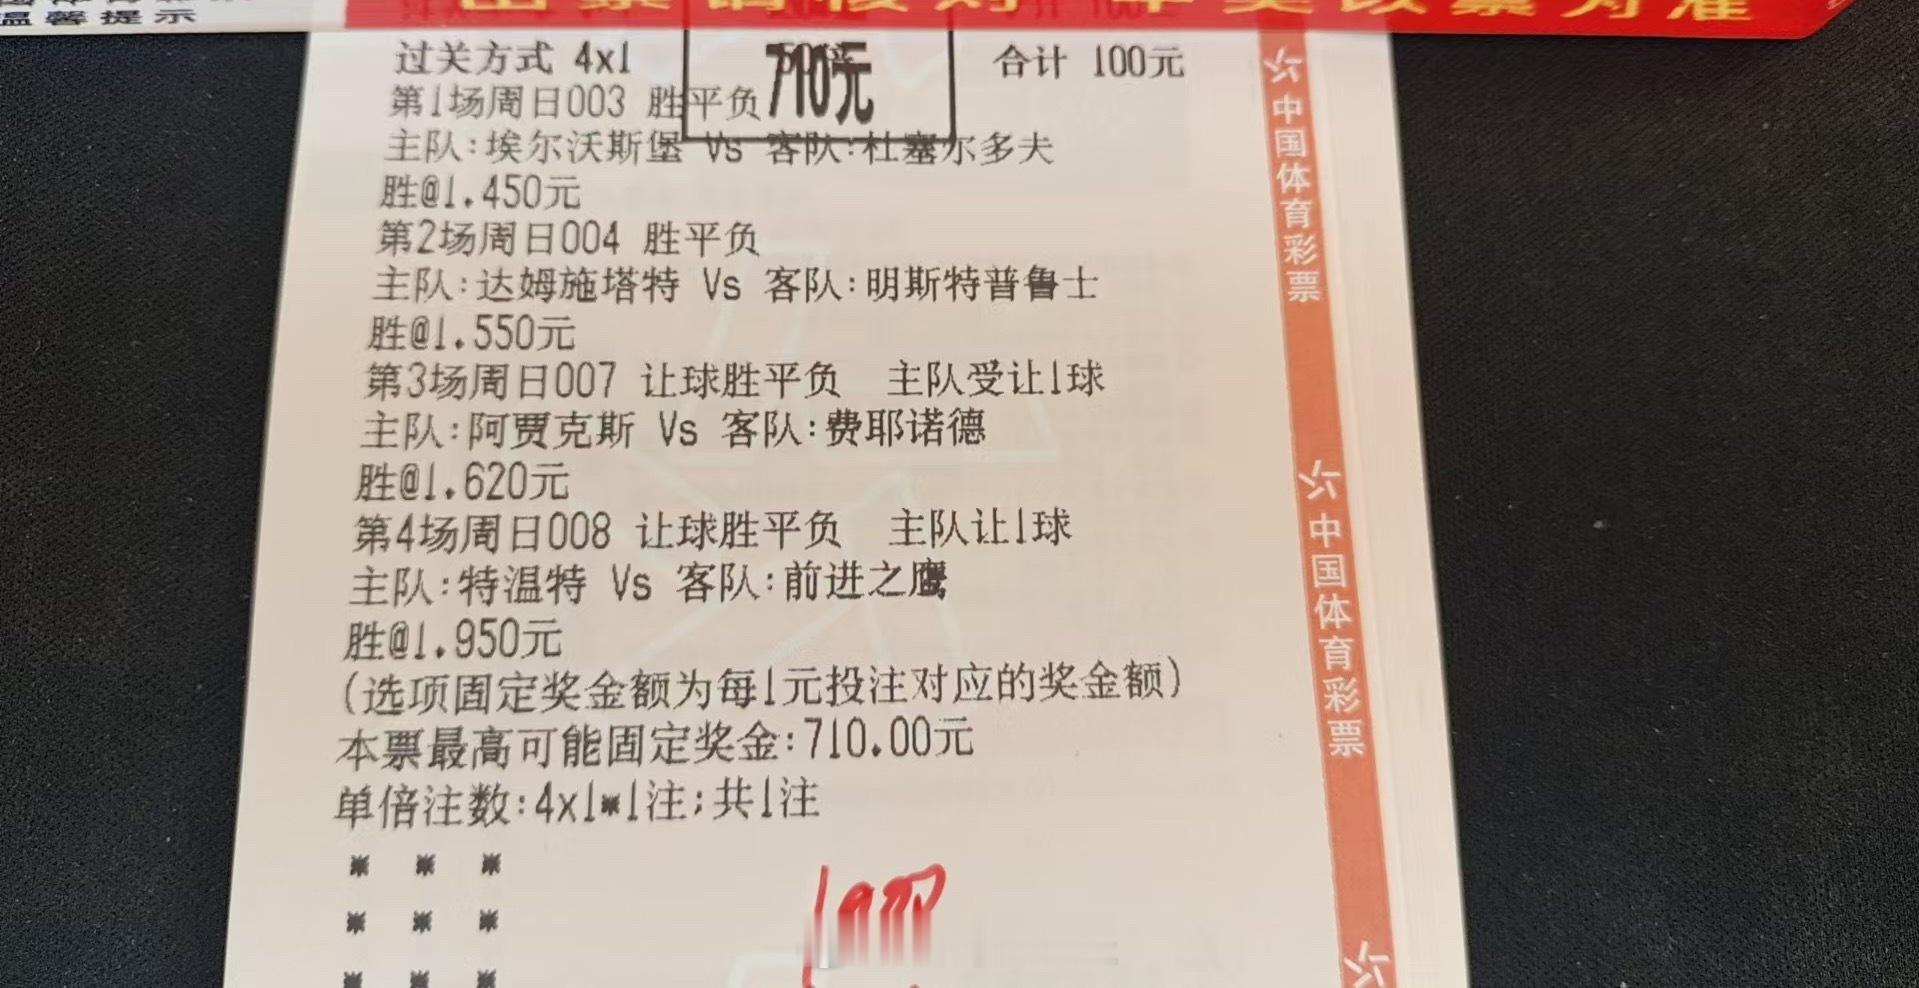 温馨提示
过关方式 4x1 合计 100元
710元
第1场周日003 胜平负
主队:埃尔沃斯堡 Vs 客队:杜塞尔多夫
胜@1.450元
第2场周日004 胜平负
主队:达姆施塔特 Vs 客队:明斯特普鲁士
胜@1.550元
第3场周日007 让球胜平负 主队受让1球
主队:阿贾克斯 Vs 客队:费耶诺德
胜@1.620元
第4场周日008 让球胜平负 主队让1球
主队:特温特 Vs 客队:前进之鹰
胜@1.950元
(选项固定奖金额为每1元投注对应的奖金额)
本票最高可能固定奖金:710.00元
单倍注数:4x1*1注;共1注
* * *
* * *
* * *
中国体育彩票
中国体育彩票